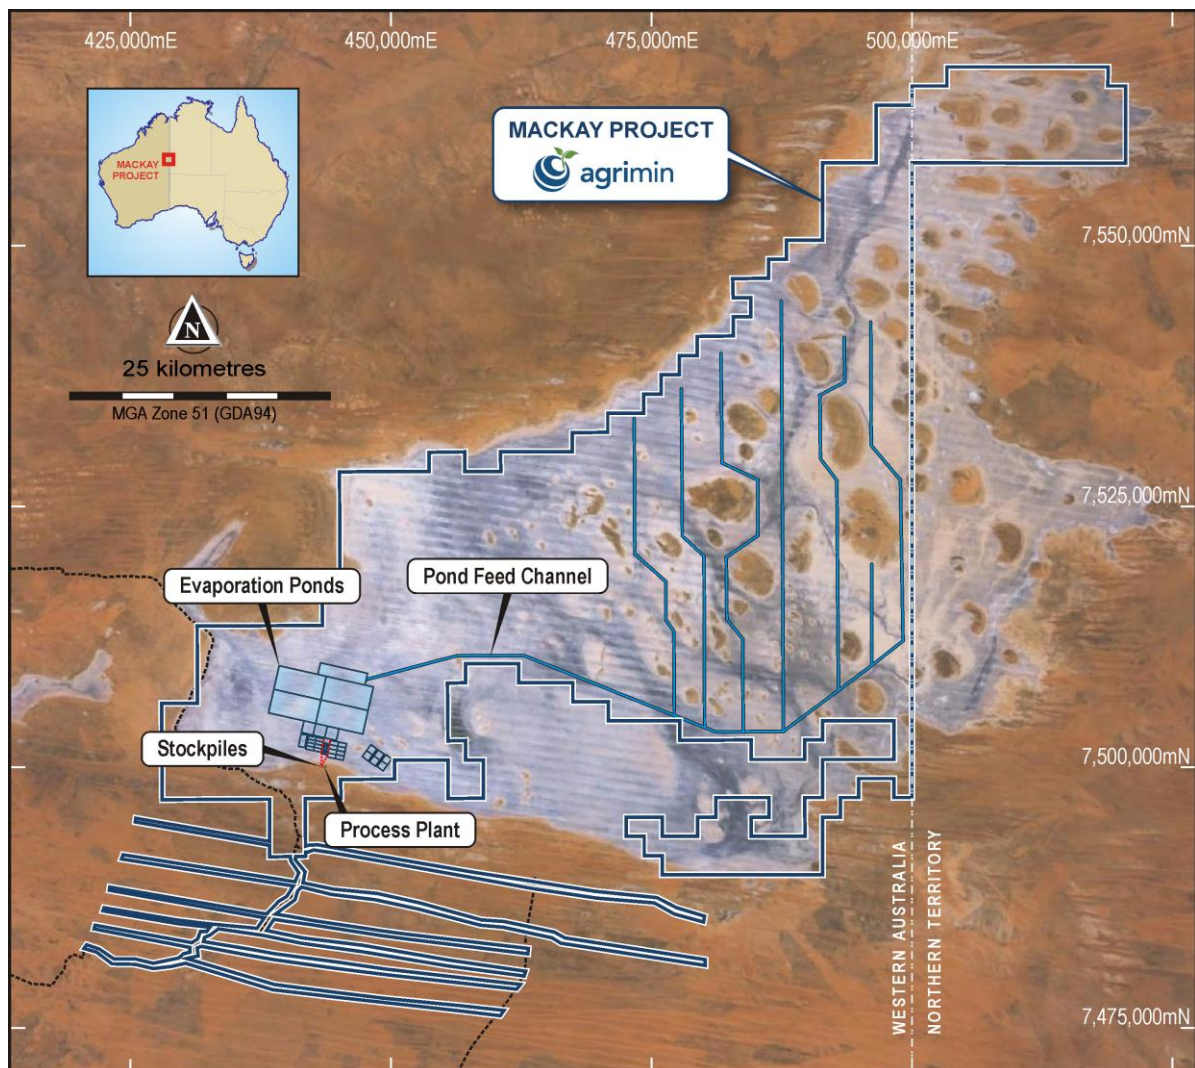 425,000mE
450,000mE
475,000mE
500,000mE
MACKAY PROJECT
agrimin
MACKAY
PROJECT
7,550,000mN
N
25 kilometres
MGA Zone 51 (GDA94)
7,525,000mN
Evaporation Ponds
Pond Feed Channel
Stockpiles
7,500,000mN
Process Plant
WESTERN AUSTRALIA
NORTHERN TERRITORY
7,475,000mN